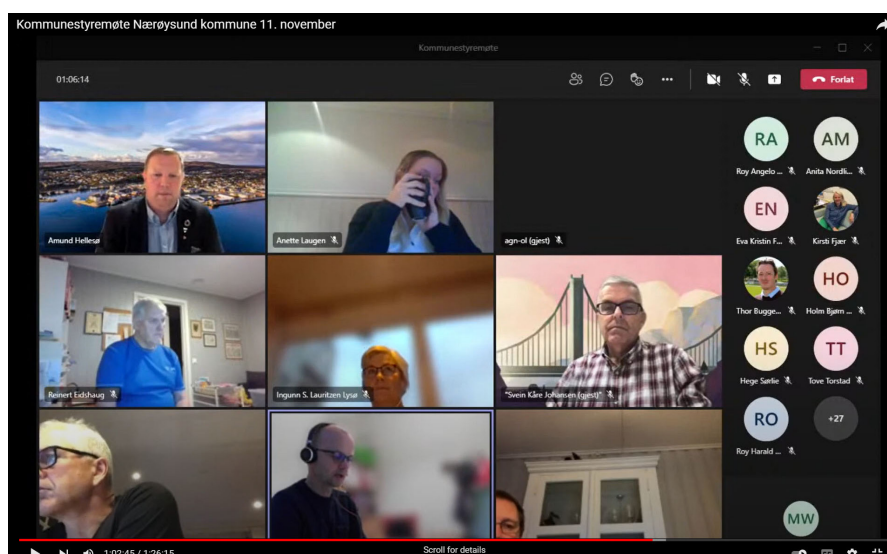 Kommunestyremøte Nærøysund kommune 11. november
Kommunestyremøte
01:06:14
Forlat
RA
AM
Roy Angelo ...
Anita Nordli...
Amund Hellesø
Anette Laugen
agn-ol (gjest)
EN
Eva Kristin F...
Kirsti Fjær
HO
Thor Bugge...
Holm Bjørn ...
HS
TT
Reinert Eidshaug
Ingunn S. Lauritzen Lysø
"Svein Kåre Johansen (gjest)"
Hege Sørlie
Tove Torstad
RO
+27
Roy Harald ...
MW
1:02:45 / 1:26:15
Scroll for details